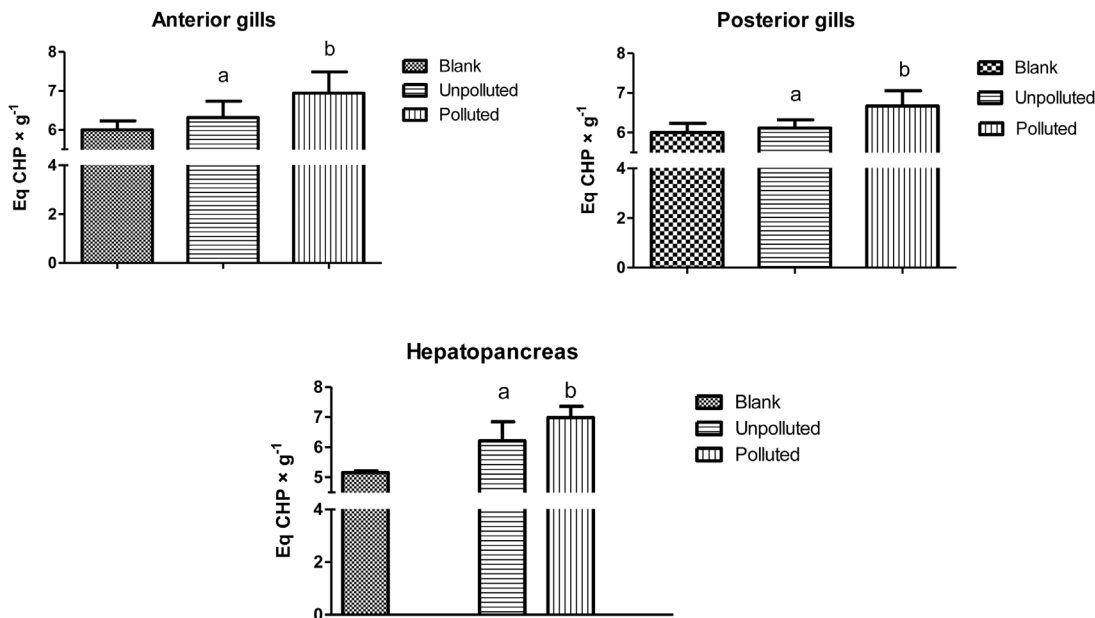 Anterior gills
Eq CHP × g⁻¹
8
7
6
4
2
0
a
b
Blank
Unpolluted
Polluted
Posterior gills
Eq CHP × g⁻¹
8
7
6
4
2
0
a
b
Blank
Unpolluted
Polluted
Hepatopancreas
Eq CHP × g⁻¹
8
7
6
5
4
2
0
a
b
Blank
Unpolluted
Polluted